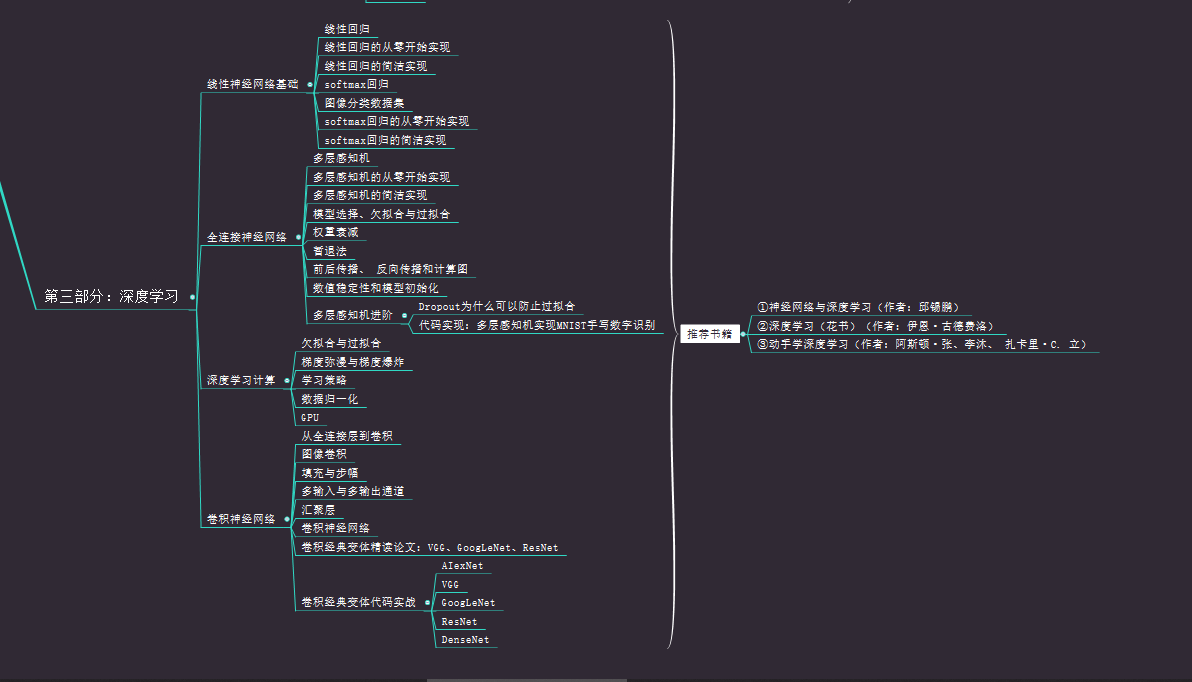 第三部分：深度学习
线性神经网络基础
线性回归
线性回归的从零开始实现
线性回归的简洁实现
softmax回归
图像分类数据集
softmax回归的从零开始实现
softmax回归的简洁实现
全连接神经网络
多层感知机
多层感知机的从零开始实现
多层感知机的简洁实现
模型选择、欠拟合与过拟合
权重衰减
暂退法
前后传播、 反向传播和计算图
数值稳定性和模型初始化
多层感知机进阶
Dropout为什么可以防止过拟合
代码实现：多层感知机实现MNIST手写数字识别
深度学习计算
欠拟合与过拟合
梯度弥漫与梯度爆炸
学习策略
数据归一化
GPU
卷积神经网络
从全连接层到卷积
图像卷积
填充与步幅
多输入与多输出通道
汇聚层
卷积神经网络
卷积经典变体精读论文：VGG、GoogLeNet、ResNet
卷积经典变体代码实战
AIexNet
VGG
GoogLeNet
ResNet
DenseNet
推荐书籍
①神经网络与深度学习（作者：邱锡鹏）
②深度学习（花书）（作者：伊恩·古德费洛）
③动手学深度学习（作者：阿斯顿·张、李沐、 扎卡里·C. 立）